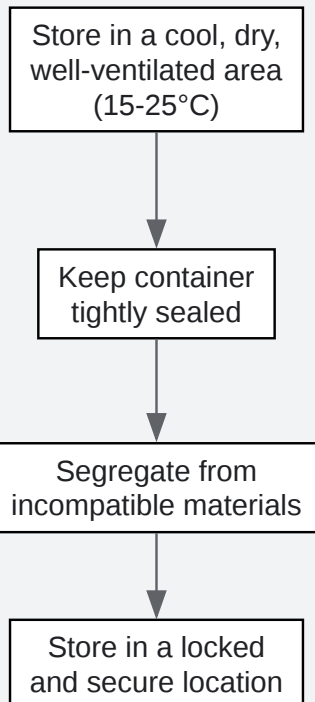 Store in a cool, dry,
well-ventilated area
(15-25°C)
Keep container
tightly sealed
Segregate from
incompatible materials
Store in a locked
and secure location